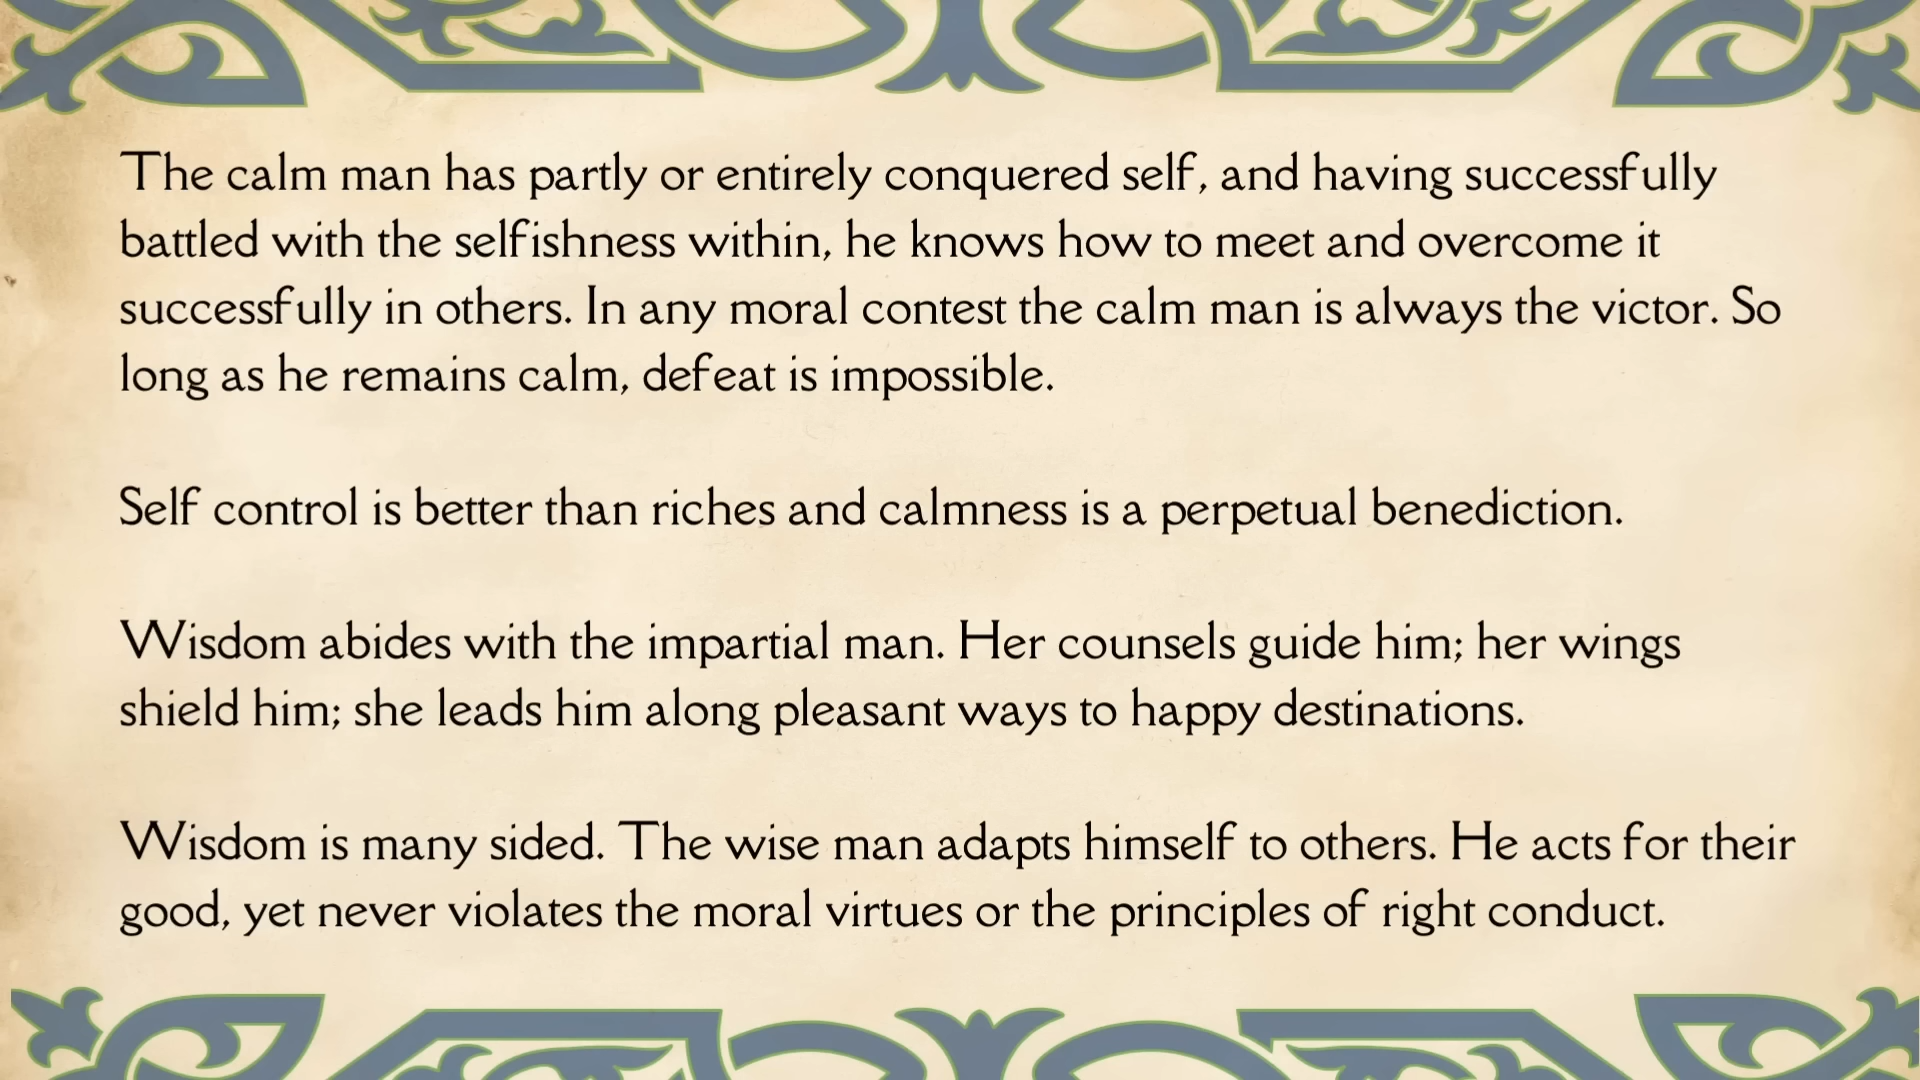 The calm man has partly or entirely conquered self, and having successfully
battled with the selfishness within, he knows how to meet and overcome it
successfully in others. In any moral contest the calm man is always the victor. So
long as he remains calm, defeat is impossible.
Self control is better than riches and calmness is a perpetual benediction.
Wisdom abides with the impartial man. Her counsels guide him; her wings
shield him; she leads him along pleasant ways to happy destinations.
Wisdom is many sided. The wise man adapts himself to others. He acts for their
good, yet never violates the moral virtues or the principles of right conduct.